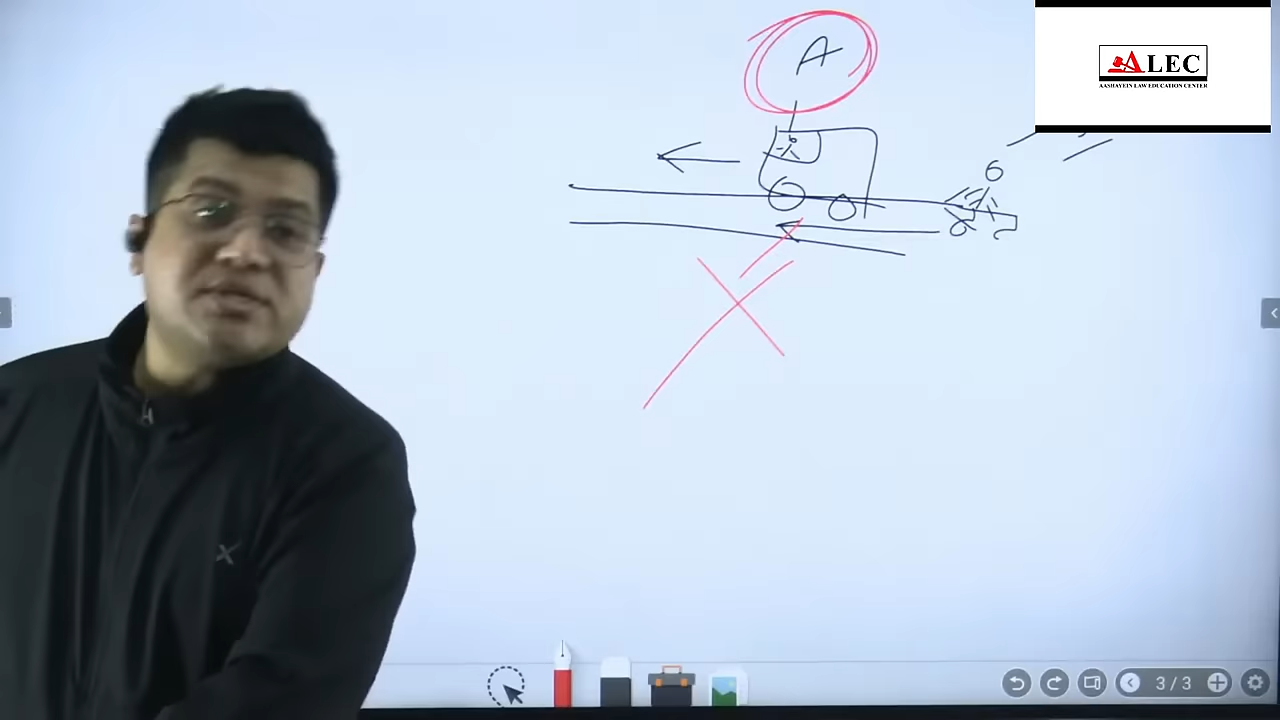 A
ALEC
AASHAYEIN LAW EDUCATION CENTER
X
3 / 3